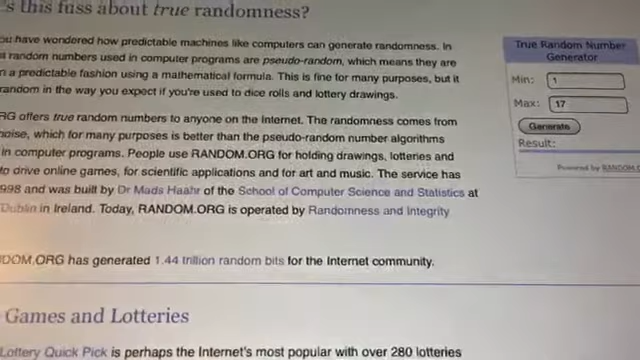 's this fuss about true randomness?
ou have wondered how predictable machines like computers can generate randomness. In
random numbers used in computer programs are pseudo-random, which means they are
n a predictable fashion using a mathematical formula. This is fine for many purposes, but it
random in the way you expect if you're used to dice rolls and lottery drawings.
RG offers true random numbers to anyone on the Internet. The randomness comes from
noise, which for many purposes is better than the pseudo-random number algorithms
in computer programs. People use RANDOM.ORG for holding drawings, lotteries and
to drive online games, for scientific applications and for art and music. The service has
998 and was built by Dr Mads Haahr of the School of Computer Science and Statistics at
Dublin in Ireland. Today, RANDOM.ORG is operated by Randomness and Integrity
DOM.ORG has generated 1.44 trillion random bits for the Internet community.
Games and Lotteries
Lottery Quick Pick is perhaps the Internet's most popular with over 280 lotteries
True Random Number
Generator
Min: 1
Max: 17
Generate
Result:
Powered by RANDOM.O